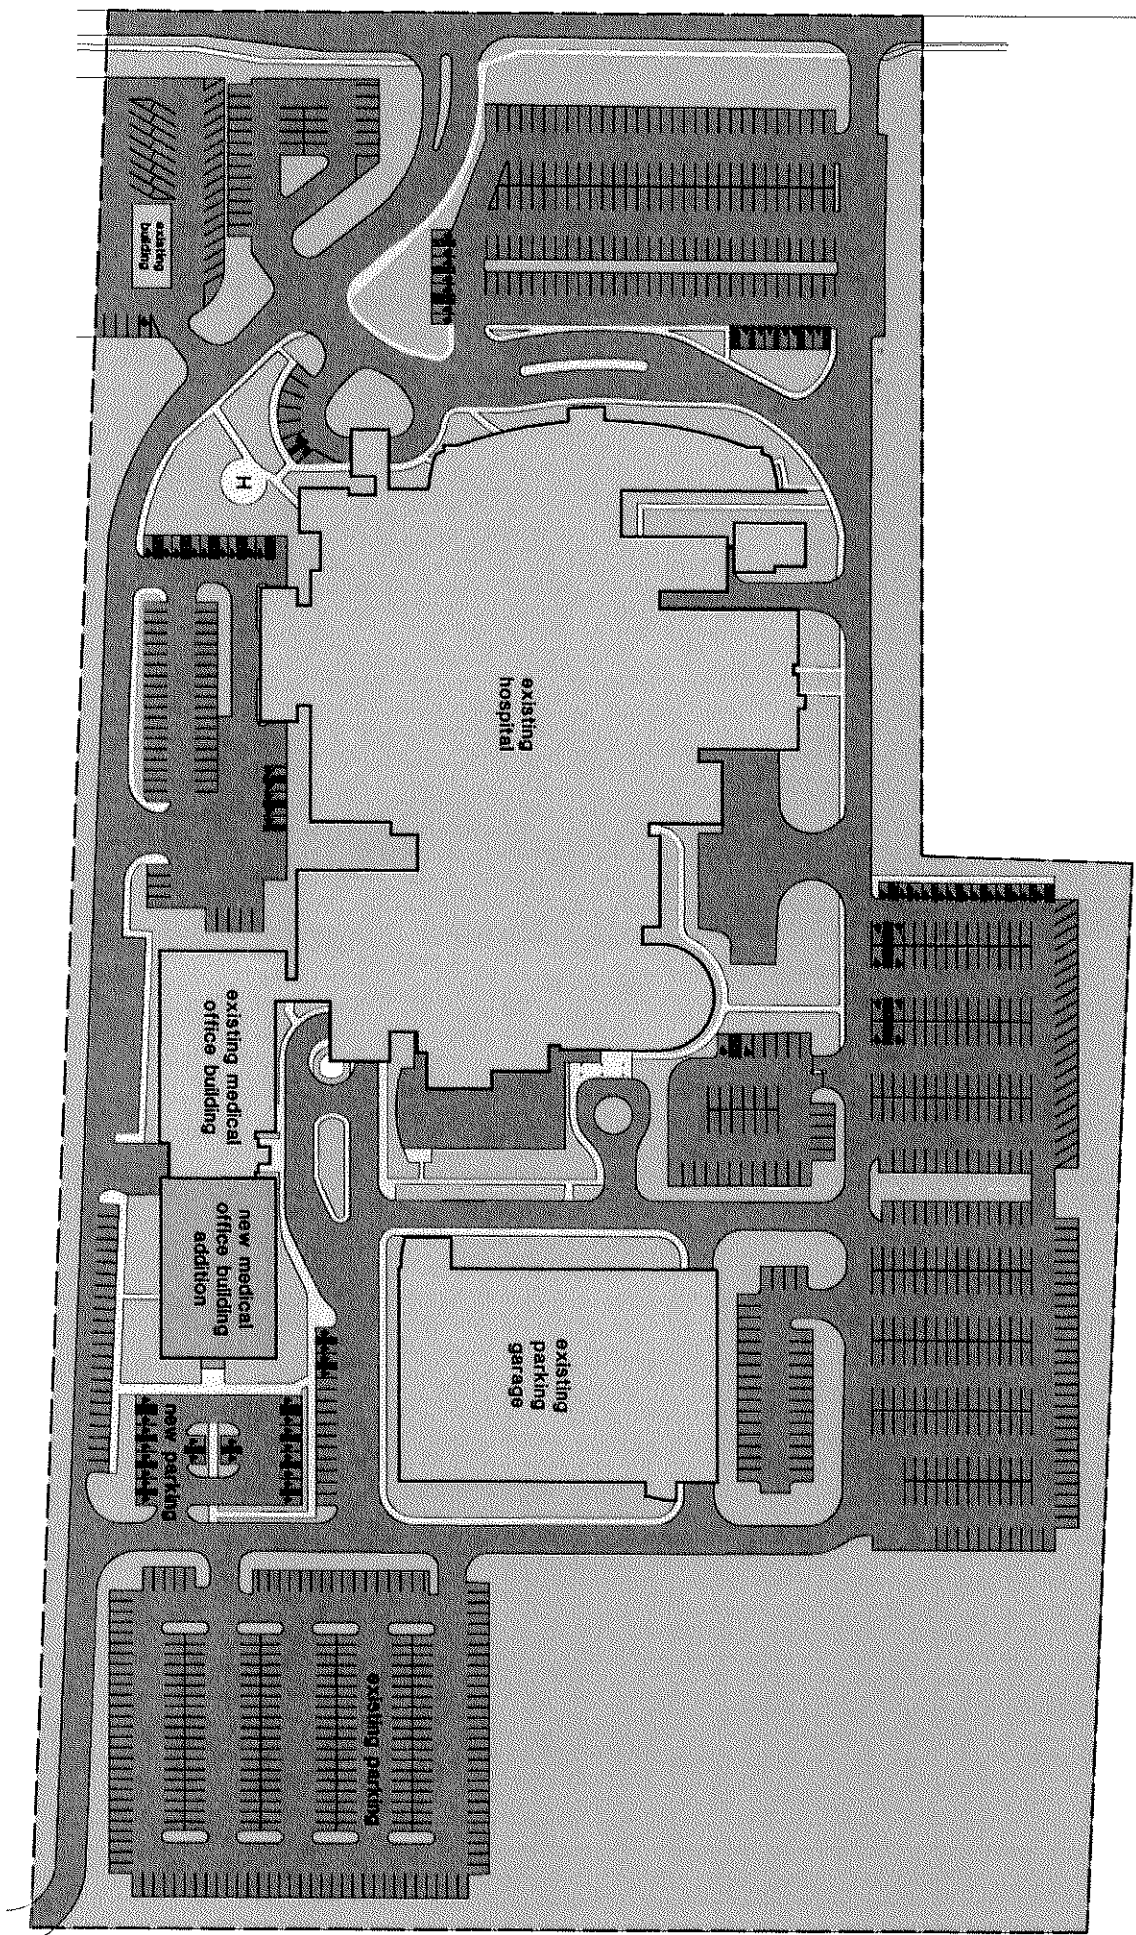 existing
building
H
existing
hospital
existing medical
office building
new medical
office building
addition
existing
parking
garage
new parking
existing parking